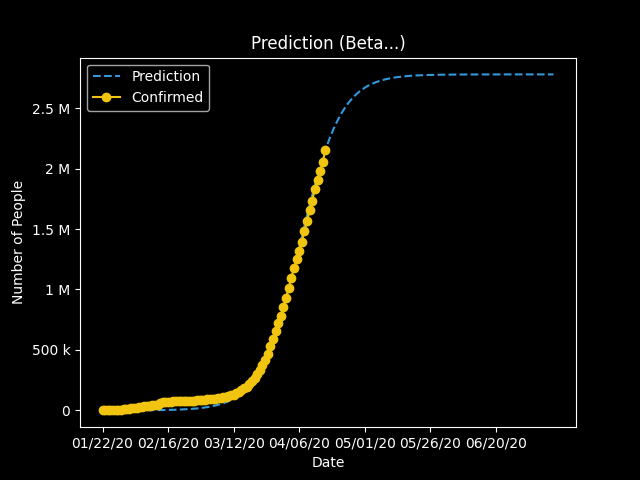 Prediction (Beta...)
Prediction
Confirmed
2.5 M
2 M
1.5 M
1 M
500 k
0
Number of People
01/22/20 02/16/20 03/12/20 04/06/20 05/01/20 05/26/20 06/20/20
Date